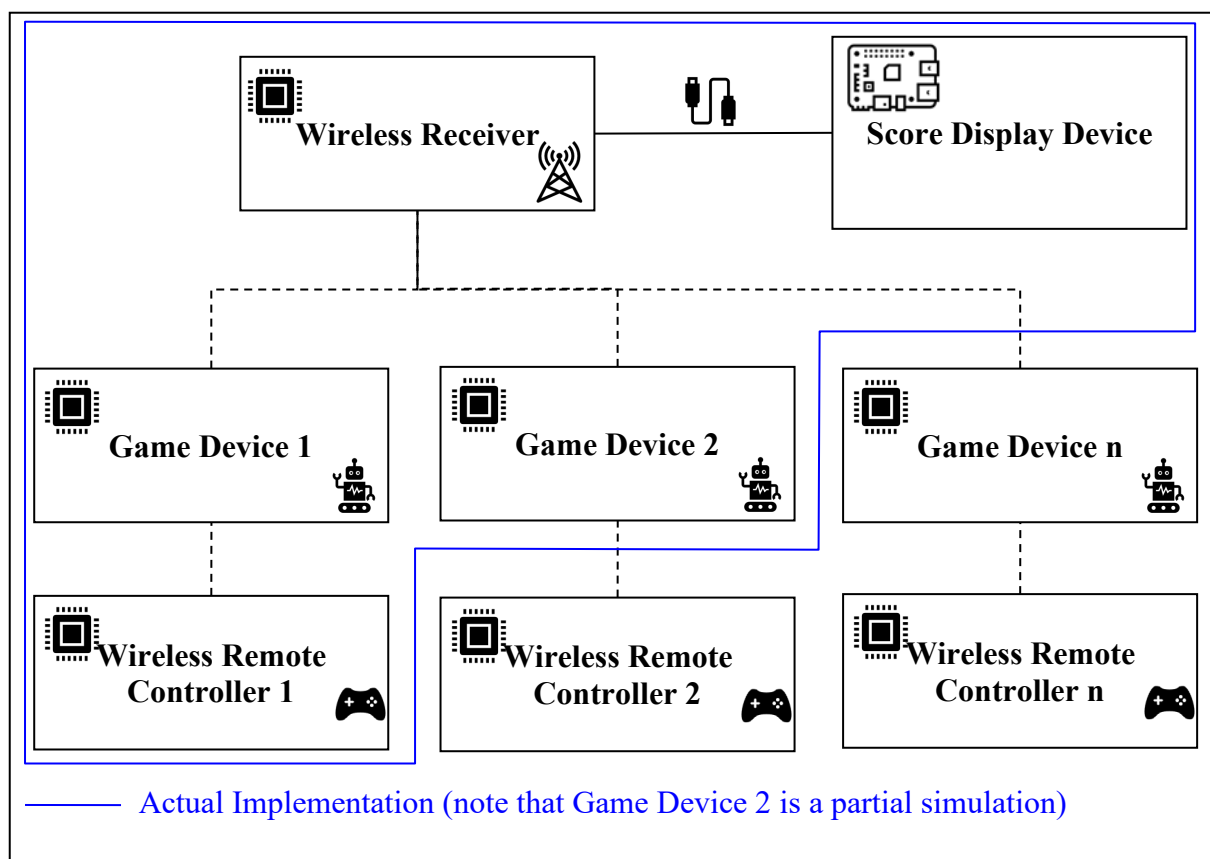 Wireless Receiver
Score Display Device
Game Device 1
Game Device 2
Game Device n
Wireless Remote
Controller 1
Wireless Remote
Controller 2
Wireless Remote
Controller n
Actual Implementation (note that Game Device 2 is a partial simulation)